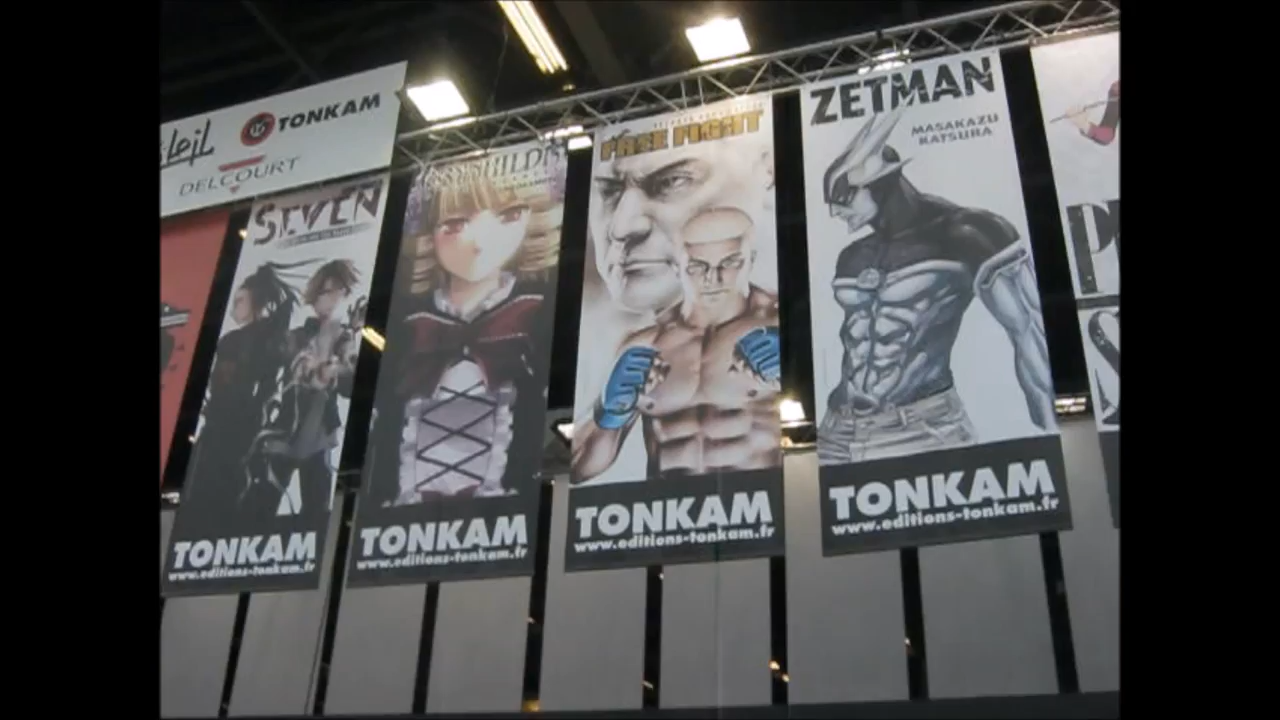 TONKAM
DELCOURT
SEVEN
TONKAM
www.editions-tonkam.fr
TONKAM
www.editions-tonkam.fr
FREE FIGHT
TONKAM
www.editions-tonkam.fr
ZETMAN
MASAKAZU
KATSURA
TONKAM
www.editions-tonkam.fr